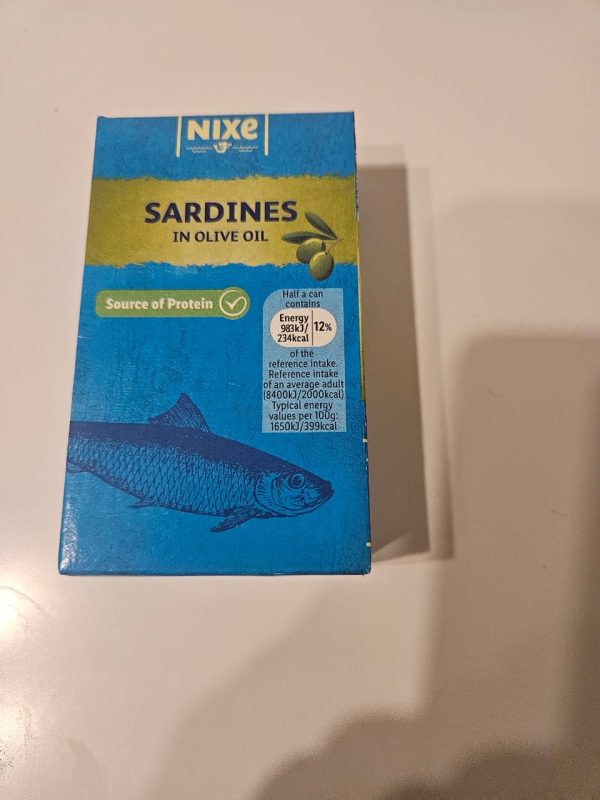 NIXe
SARDINES
IN OLIVE OIL
Source of Protein
Half a can
contains
Energy
983kJ/
234kcal
12%
of the
reference intake.
Reference intake
of an average adult
(8400kJ/2000kcal)
Typical energy
values per 100g:
1650kJ/399kcal